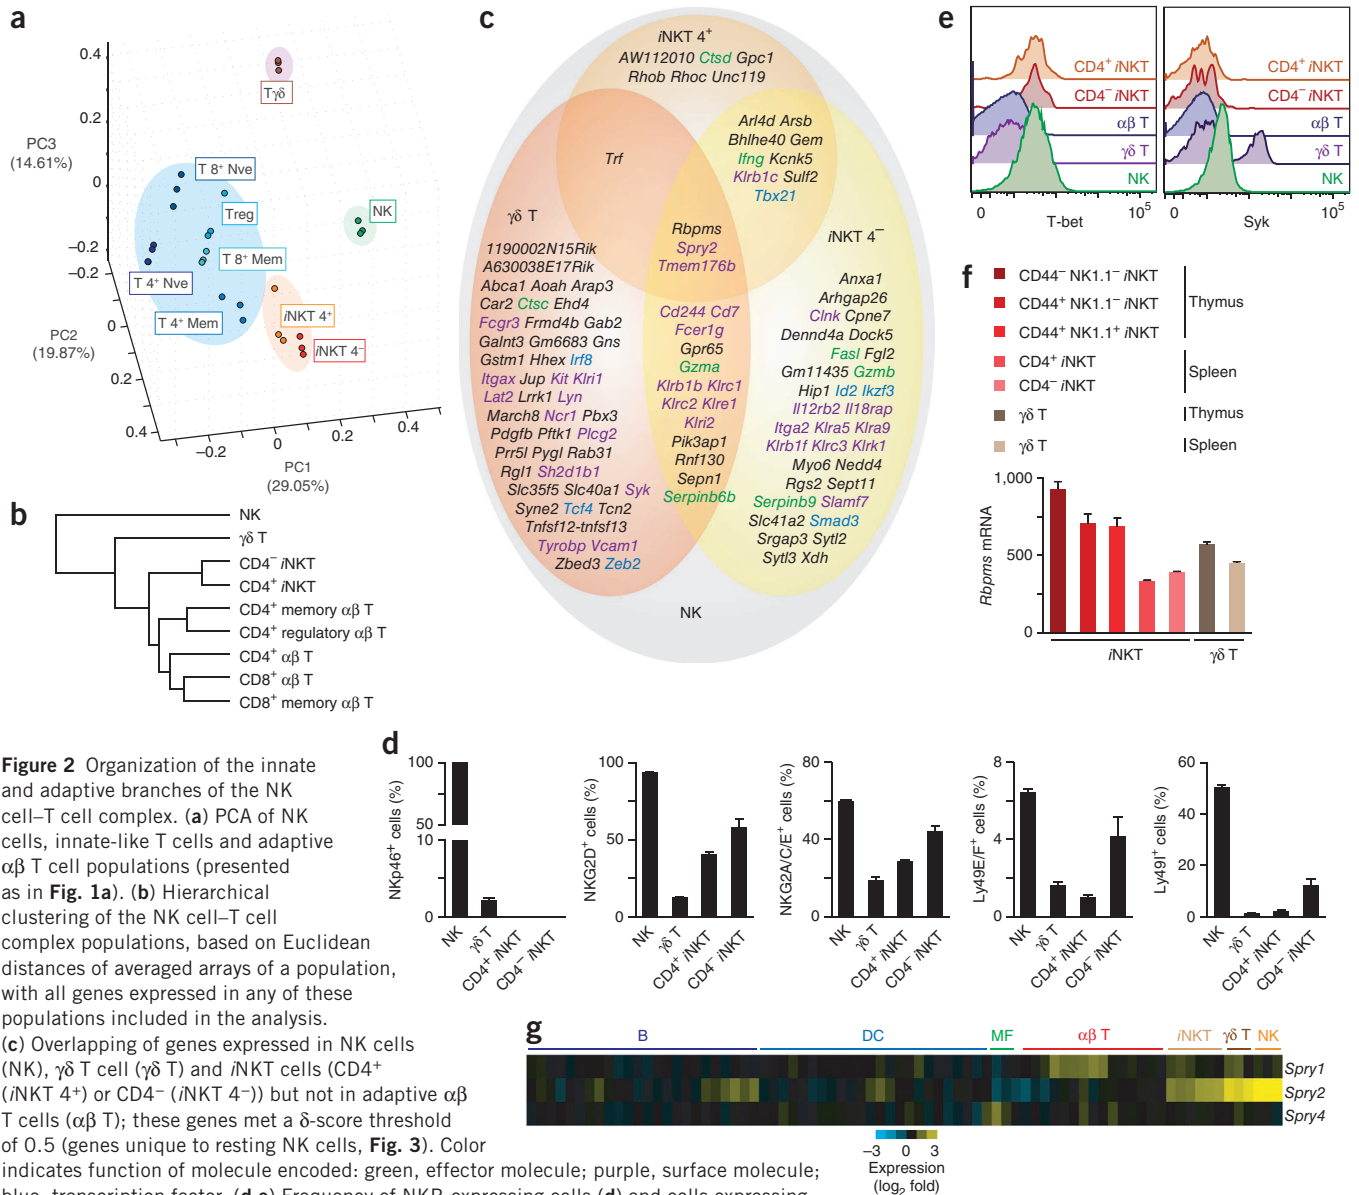 a
0.4
0.2
PC3
(14.61%)
0
−0.2
−0.2
0
PC2
(19.87%)
0.2
0.4
−0.2
0
0.2
0.4
PC1
(29.05%)
Tγδ
T 8+ Nve
Treg
NK
T 8+ Mem
T 4+ Nve
T 4+ Mem
iNKT 4+
iNKT 4−
b
NK
γδ T
CD4− iNKT
CD4+ iNKT
CD4+ memory αβ T
CD4+ regulatory αβ T
CD4+ αβ T
CD8+ αβ T
CD8+ memory αβ T
c
iNKT 4+
AW112010 Ctsd Gpc1
Rhob Rhoc Unc119
Trf
Arl4d Arsb
Bhlhe40 Gem
Ifng Kcnk5
Klrb1c Sulf2
Tbx21
γδ T
1190002N15Rik
A630038E17Rik
Abca1 Aoah Arap3
Car2 Ctsc Ehd4
Fcgr3 Frmd4b Gab2
Galnt3 Gm6683 Gns
Gstm1 Hhex Irf8
Itgax Jup Kit Klri1
Lat2 Lrrk1 Lyn
March8 Ncr1 Pbx3
Pdgfb Pftk1 Plcg2
Prr5l Pygl Rab31
Rgl1 Sh2d1b1
Slc35f5 Slc40a1 Syk
Syne2 Tcf4 Tcn2
Tnfsf12-tnfsf13
Tyrobp Vcam1
Zbed3 Zeb2
Rbpms
Spry2
Tmem176b
Cd244 Cd7
Fcer1g
Gpr65
Gzma
Klrb1b Klrc1
Klrc2 Klre1
Klri2
Pik3ap1
Rnf130
Sepn1
Serpinb6b
iNKT 4−
Anxa1
Arhgap26
Clnk Cpne7
Dennd4a Dock5
Fasl Fgl2
Gm11435 Gzmb
Hip1 Id2 Ikzf3
Il12rb2 Il18rap
Itga2 Klra5 Klra9
Klrb1f Klrc3 Klrk1
Myo6 Nedd4
Rgs2 Sept11
Serpinb9 Slamf7
Slc41a2 Smad3
Srgap3 Sytl2
Sytl3 Xdh
NK
e
CD4+ iNKT
CD4− iNKT
αβ T
γδ T
NK
0
10⁵
T-bet
CD4+ iNKT
CD4− iNKT
αβ T
γδ T
NK
0
10⁵
Syk
f
CD44− NK1.1− iNKT
CD44+ NK1.1− iNKT
CD44+ NK1.1+ iNKT
Thymus
CD4+ iNKT
CD4− iNKT
Spleen
γδ T
Thymus
γδ T
Spleen
1,000
500
0
Rbpms mRNA
iNKT
γδ T
d
NKp46+ cells (%)
100
50
10
0
NK
γδ T
CD4+ iNKT
CD4− iNKT
NKG2D+ cells (%)
100
50
0
NK
γδ T
CD4+ iNKT
CD4− iNKT
NKG2A/C/E+ cells (%)
80
60
40
20
0
NK
γδ T
CD4+ iNKT
CD4− iNKT
Ly49E/F+ cells (%)
8
4
0
NK
γδ T
CD4+ iNKT
CD4− iNKT
Ly49I+ cells (%)
60
40
20
0
NK
γδ T
CD4+ iNKT
CD4− iNKT
Figure 2 Organization of the innate
and adaptive branches of the NK
cell–T cell complex. (a) PCA of NK
cells, innate-like T cells and adaptive
αβ T cell populations (presented
as in Fig. 1a). (b) Hierarchical
clustering of the NK cell–T cell
complex populations, based on Euclidean
distances of averaged arrays of a population,
with all genes expressed in any of these
populations included in the analysis.
(c) Overlapping of genes expressed in NK cells
(NK), γδ T cell (γδ T) and iNKT cells (CD4+
(iNKT 4+) or CD4− (iNKT 4−)) but not in adaptive αβ
T cells (αβ T); these genes met a δ-score threshold
of 0.5 (genes unique to resting NK cells, Fig. 3). Color
indicates function of molecule encoded: green, effector molecule; purple, surface molecule;
blue, transcription factor. (d,e) Frequency of NKR-expressing cells (d) and cells expressing
g
B
DC
MF
αβ T
iNKT
γδ T
NK
Spry1
Spry2
Spry4
−3
0
3
Expression
(log₂ fold)